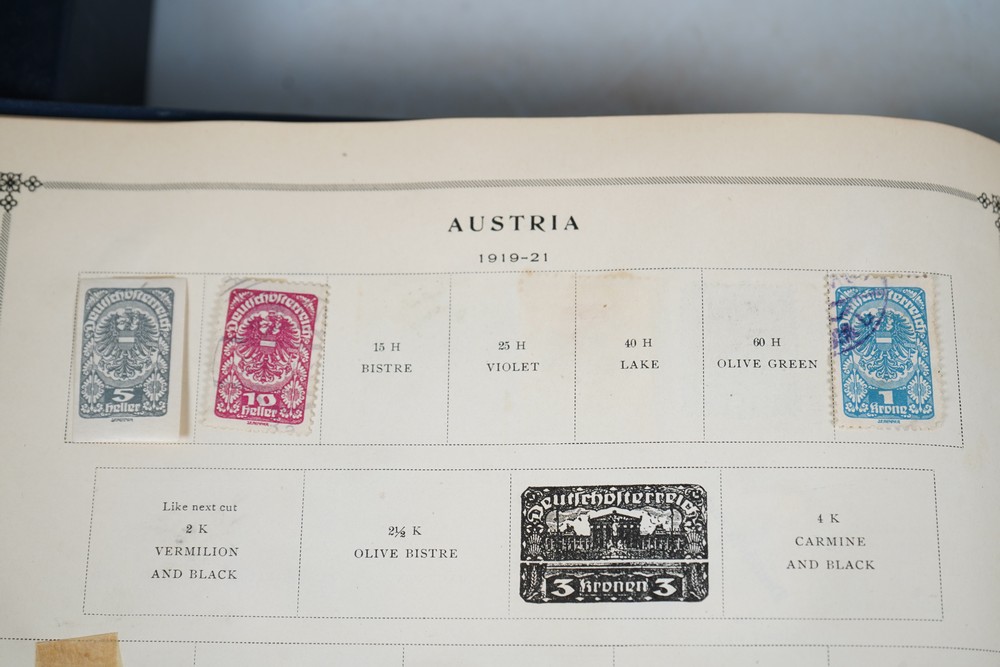 AUSTRIA
1919-21
Deutschösterreich
5
Heller
Deutschösterreich
10
Heller
15 H
BISTRE
25 H
VIOLET
40 H
LAKE
60 H
OLIVE GREEN
Deutschösterreich
1
Krone
Like next cut
2 K
VERMILION
AND BLACK
2½ K
OLIVE BISTRE
Deutschösterreich
3 Kronen 3
4 K
CARMINE
AND BLACK